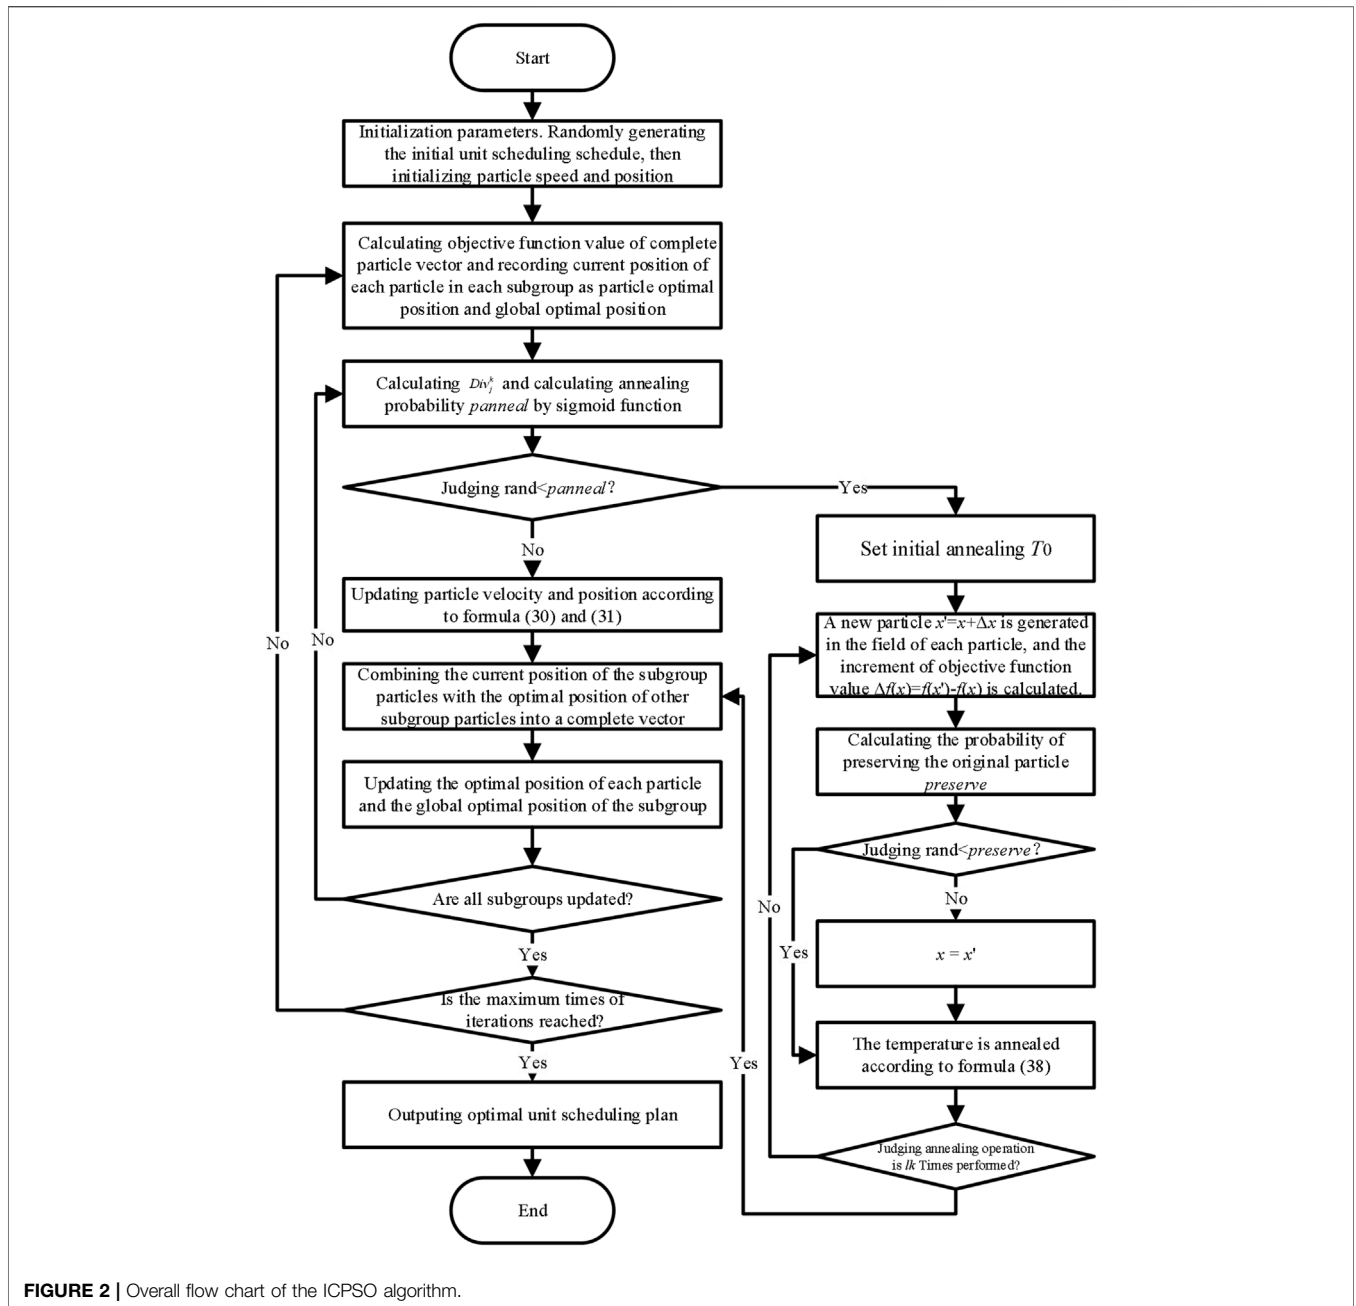 Start
Initialization parameters. Randomly generating
the initial unit scheduling schedule, then
initializing particle speed and position
Calculating objective function value of complete
particle vector and recording current position of
each particle in each subgroup as particle optimal
position and global optimal position
Calculating Div_j^k and calculating annealing
probability panneal by sigmoid function
Judging rand<panneal?
Yes
No
Updating particle velocity and position according
to formula (30) and (31)
No
No
Combining the current position of the subgroup
particles with the optimal position of other
subgroup particles into a complete vector
Updating the optimal position of each particle
and the global optimal position of the subgroup
Are all subgroups updated?
Yes
Is the maximum times of
iterations reached?
Yes
Outputing optimal unit scheduling plan
End
Set initial annealing T0
A new particle x'=x+Δx is generated
in the field of each particle, and the
increment of objective function
value Δf(x)=f(x')-f(x) is calculated.
Calculating the probability of
preserving the original particle
preserve
Judging rand<preserve?
No
No
Yes
x = x'
The temperature is annealed
according to formula (38)
Yes
Judging annealing operation
is lk Times performed?
FIGURE 2 | Overall flow chart of the ICPSO algorithm.